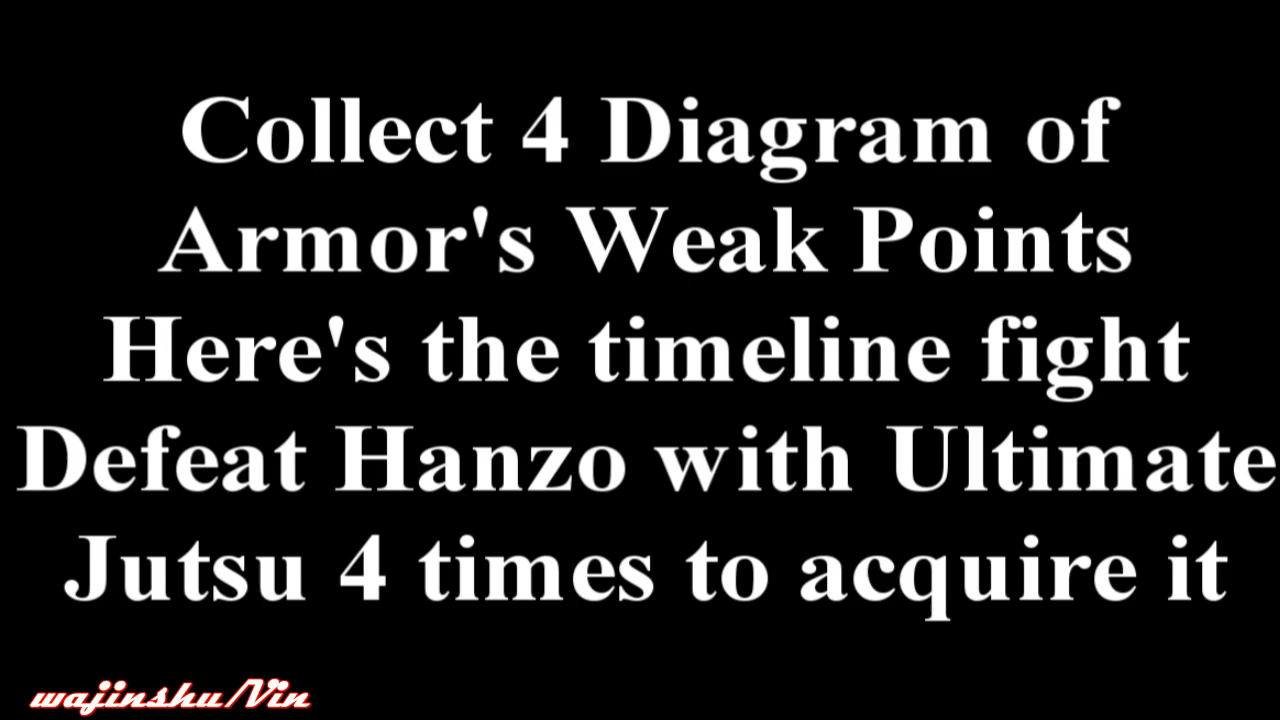 Collect 4 Diagram of
Armor's Weak Points
Here's the timeline fight
Defeat Hanzo with Ultimate
Jutsu 4 times to acquire it
wajinshu/Vin